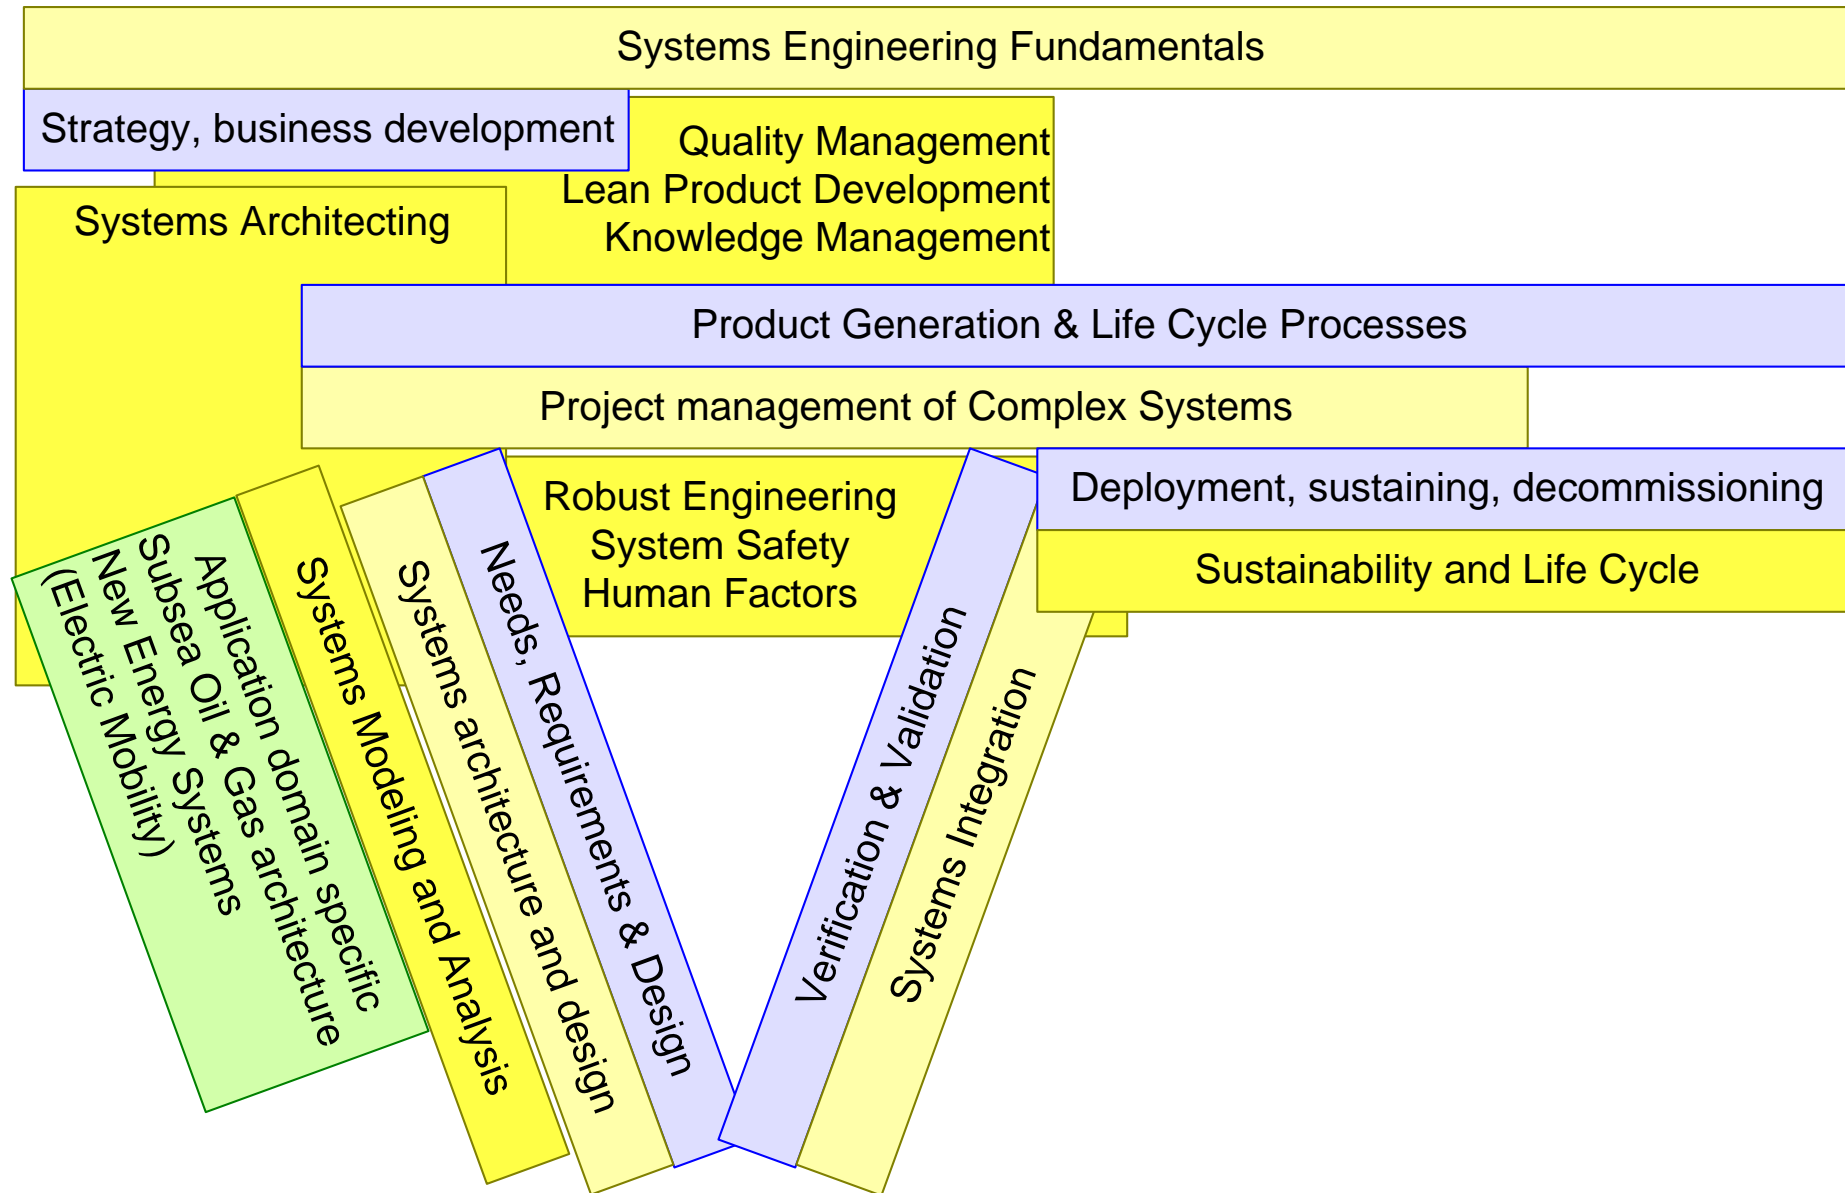 Systems Engineering Fundamentals
Strategy, business development
Quality Management
Lean Product Development
Knowledge Management
Systems Architecting
Product Generation & Life Cycle Processes
Project management of Complex Systems
Robust Engineering
System Safety
Human Factors
Deployment, sustaining, decommissioning
Sustainability and Life Cycle
Application domain specific
Subsea Oil & Gas architecture
New Energy Systems
(Electric Mobility)
Systems Modeling and Analysis
Systems architecture and design
Needs, Requirements & Design
Verification & Validation
Systems Integration